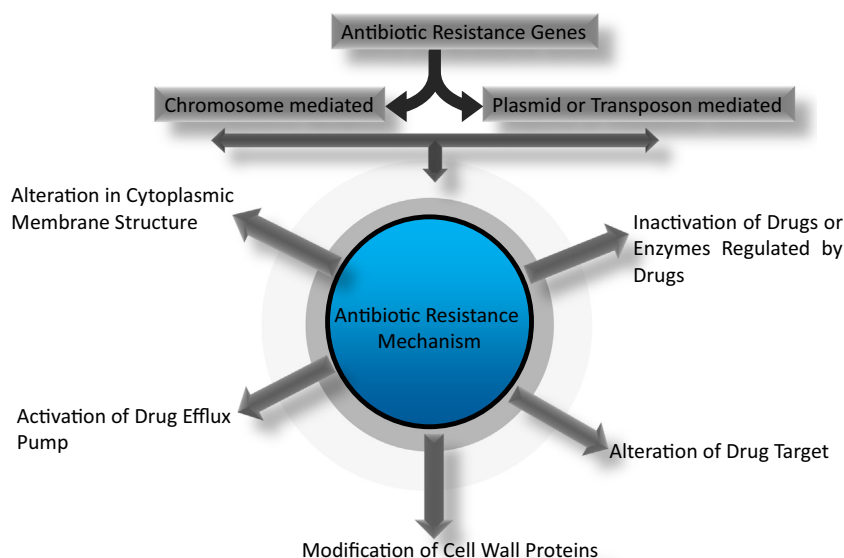 Antibiotic Resistance Genes
Chromosome mediated
Plasmid or Transposon mediated
Alteration in Cytoplasmic
Membrane Structure
Inactivation of Drugs or
Enzymes Regulated by
Drugs
Antibiotic Resistance
Mechanism
Activation of Drug Efflux
Pump
Alteration of Drug Target
Modification of Cell Wall Proteins